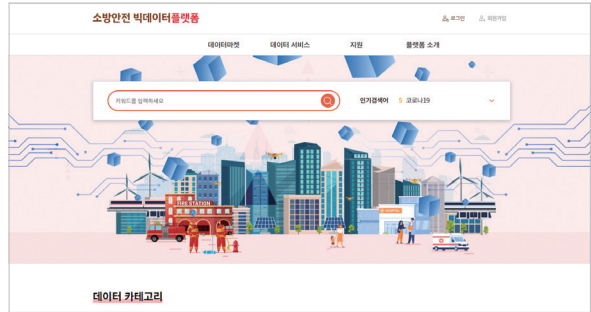 소방안전 빅데이터플랫폼
로그인 회원가입
데이터마켓 데이터 서비스 지원 플랫폼 소개
키워드를 입력하세요 인기검색어 5 코로나19
FIRE STATION
HOSPITAL
데이터 카테고리